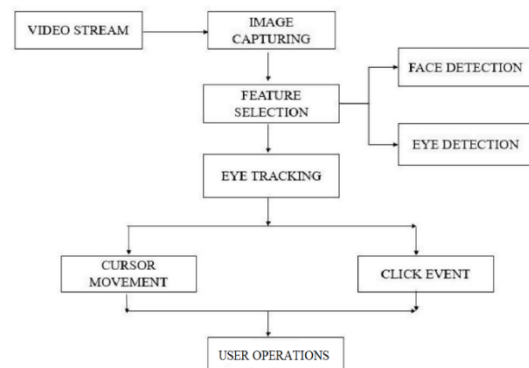 VIDEO STREAM
IMAGE
CAPTURING
FACE DETECTION
FEATURE
SELECTION
EYE DETECTION
EYE TRACKING
CURSOR
MOVEMENT
CLICK EVENT
USER OPERATIONS